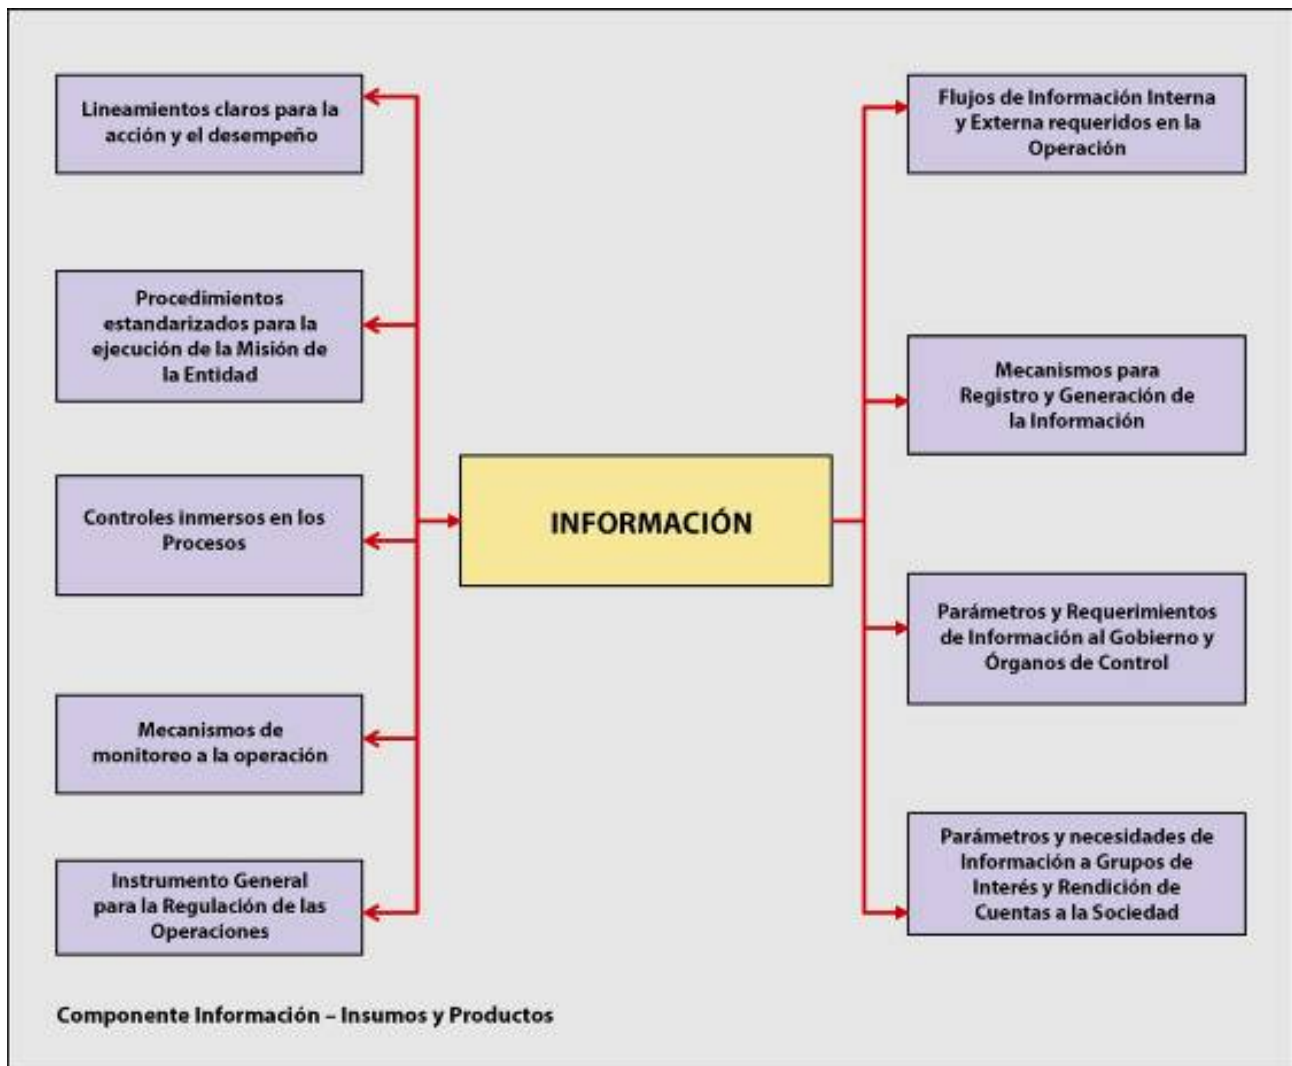 Lineamientos claros para la
acción y el desempeño
Procedimientos
estandarizados para la
ejecución de la Misión de
la Entidad
Controles inmersos en los
Procesos
Mecanismos de
monitoreo a la operación
Instrumento General
para la Regulación de las
Operaciones
INFORMACIÓN
Flujos de Información Interna
y Externa requeridos en la
Operación
Mecanismos para
Registro y Generación de
la Información
Parámetros y Requerimientos
de Información al Gobierno y
Órganos de Control
Parámetros y necesidades de
Información a Grupos de
Interés y Rendición de
Cuentas a la Sociedad
Componente Información – Insumos y Productos